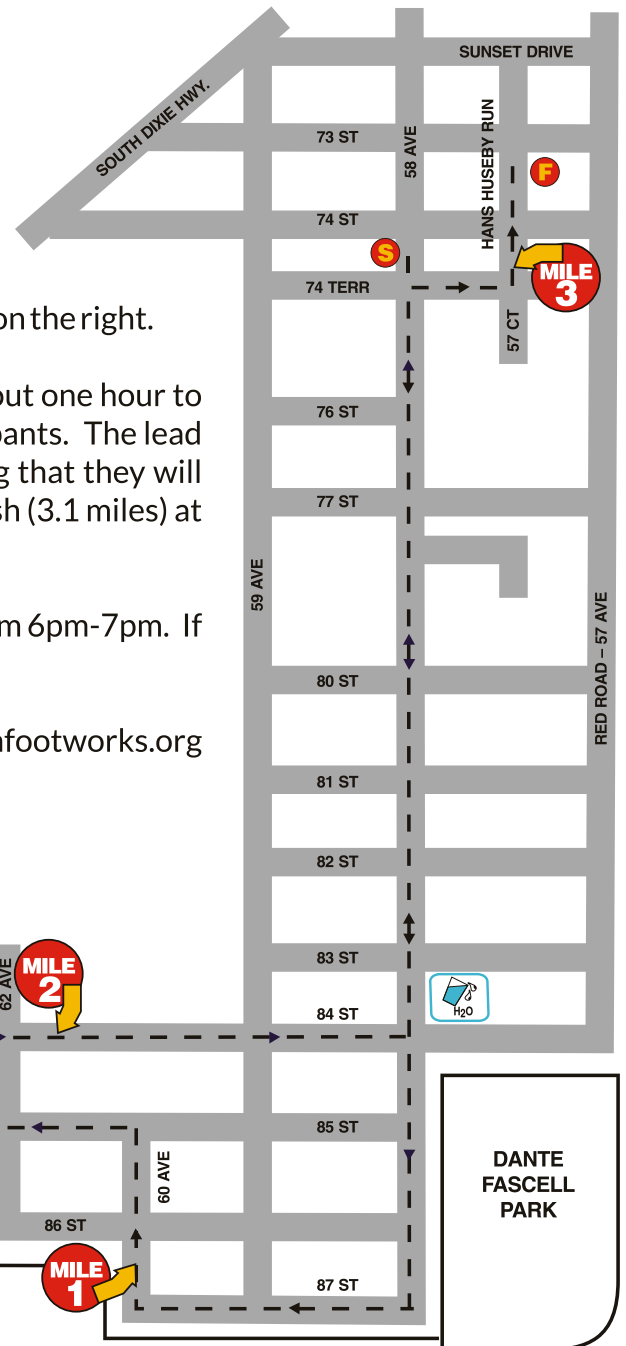 SUNSET DRIVE
SOUTH DIXIE HWY.
58 AVE
HANS HUSEBY RUN
73 ST
F
74 ST
S
74 TERR
MILE
3
57 CT
on the right.
out one hour to
pants. The lead
g that they will
sh (3.1 miles) at
76 ST
77 ST
59 AVE
RED ROAD – 57 AVE
m 6pm-7pm. If
80 ST
nfootworks.org
81 ST
82 ST
83 ST
62 AVE
MILE
2
84 ST
H2O
85 ST
60 AVE
DANTE
FASCELL
PARK
86 ST
MILE
1
87 ST